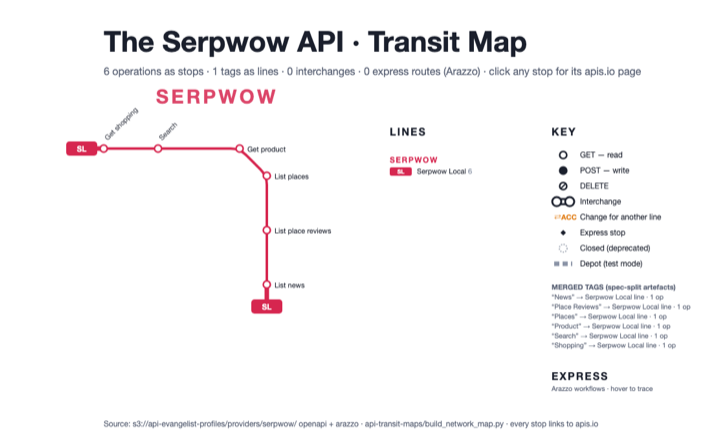 The Serpwow API · Transit Map
6 operations as stops · 1 tags as lines · 0 interchanges · 0 express routes (Arazzo) · click any stop for its apis.io page
SERPWOW
Get shopping
Search
SL
Get product
List places
List place reviews
List news
SL
LINES
SERPWOW
SL Serpwow Local 6
KEY
GET — read
POST — write
DELETE
Interchange
⇄ACC Change for another line
Express stop
Closed (deprecated)
Depot (test mode)
MERGED TAGS (spec-split artefacts)
"News" → Serpwow Local line · 1 op
"Place Reviews" → Serpwow Local line · 1 op
"Places" → Serpwow Local line · 1 op
"Product" → Serpwow Local line · 1 op
"Search" → Serpwow Local line · 1 op
"Shopping" → Serpwow Local line · 1 op
EXPRESS
Arazzo workflows · hover to trace
Source: s3://api-evangelist-profiles/providers/serpwow/ openapi + arazzo · api-transit-maps/build_network_map.py · every stop links to apis.io